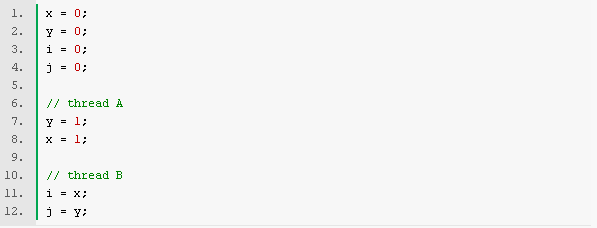 1. x = 0;
2. y = 0;
3. i = 0;
4. j = 0;
5.
6. // thread A
7. y = 1;
8. x = 1;
9.
10. // thread B
11. i = x;
12. j = y;